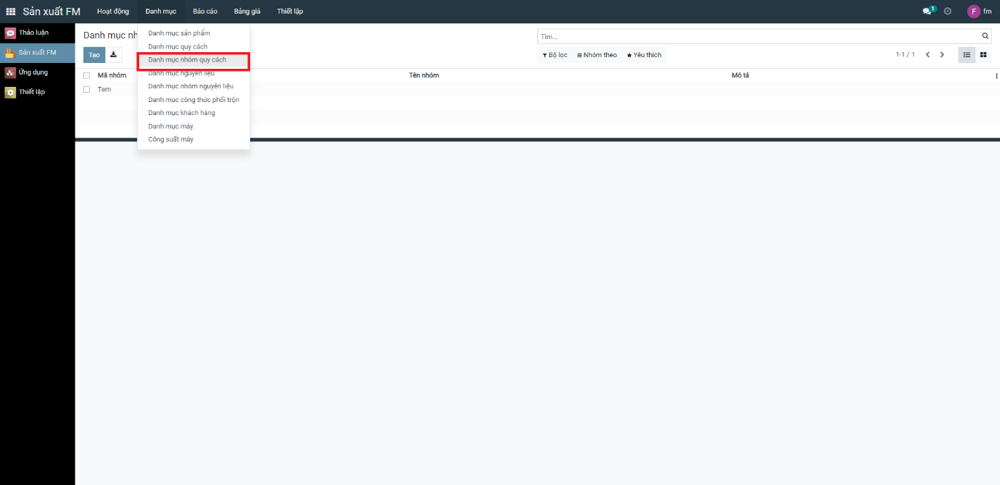 Sản xuất FM Hoạt động Danh mục Báo cáo Bảng giá Thiết lập 1 F fm
Thảo luận
Sản xuất FM
Ứng dụng
Thiết lập
Danh mục nh
Tạo
Danh mục sản phẩm
Danh mục quy cách
Danh mục nhóm quy cách
Danh mục nguyên liệu
Danh mục nhóm nguyên liệu
Danh mục công thức phối trộn
Danh mục khách hàng
Danh mục máy
Công suất máy
Tìm...
Bộ lọc Nhóm theo Yêu thích 1-1 / 1
Mã nhóm Tên nhóm Mô tả
Tem